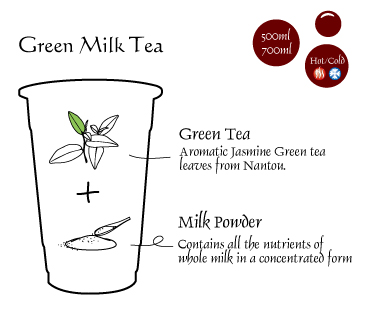 Green Milk Tea
500ml
700ml
Hot/Cold
Green Tea
Aromatic Jasmine Green tea
leaves from Nantou.
+
Milk Powder
Contains all the nutrients of
whole milk in a concentrated form